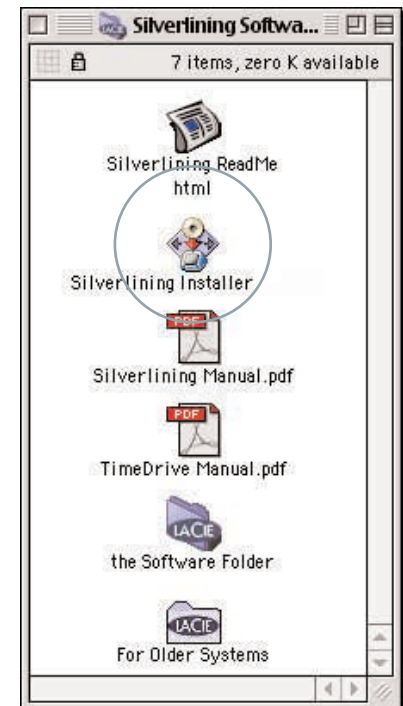 Silverlining Softwa...
7 items, zero K available
Silverlining ReadMe
html
Silverlining Installer
PDF
Silverlining Manual.pdf
PDF
TimeDrive Manual.pdf
LACIE
the Software Folder
LACIE
For Older Systems